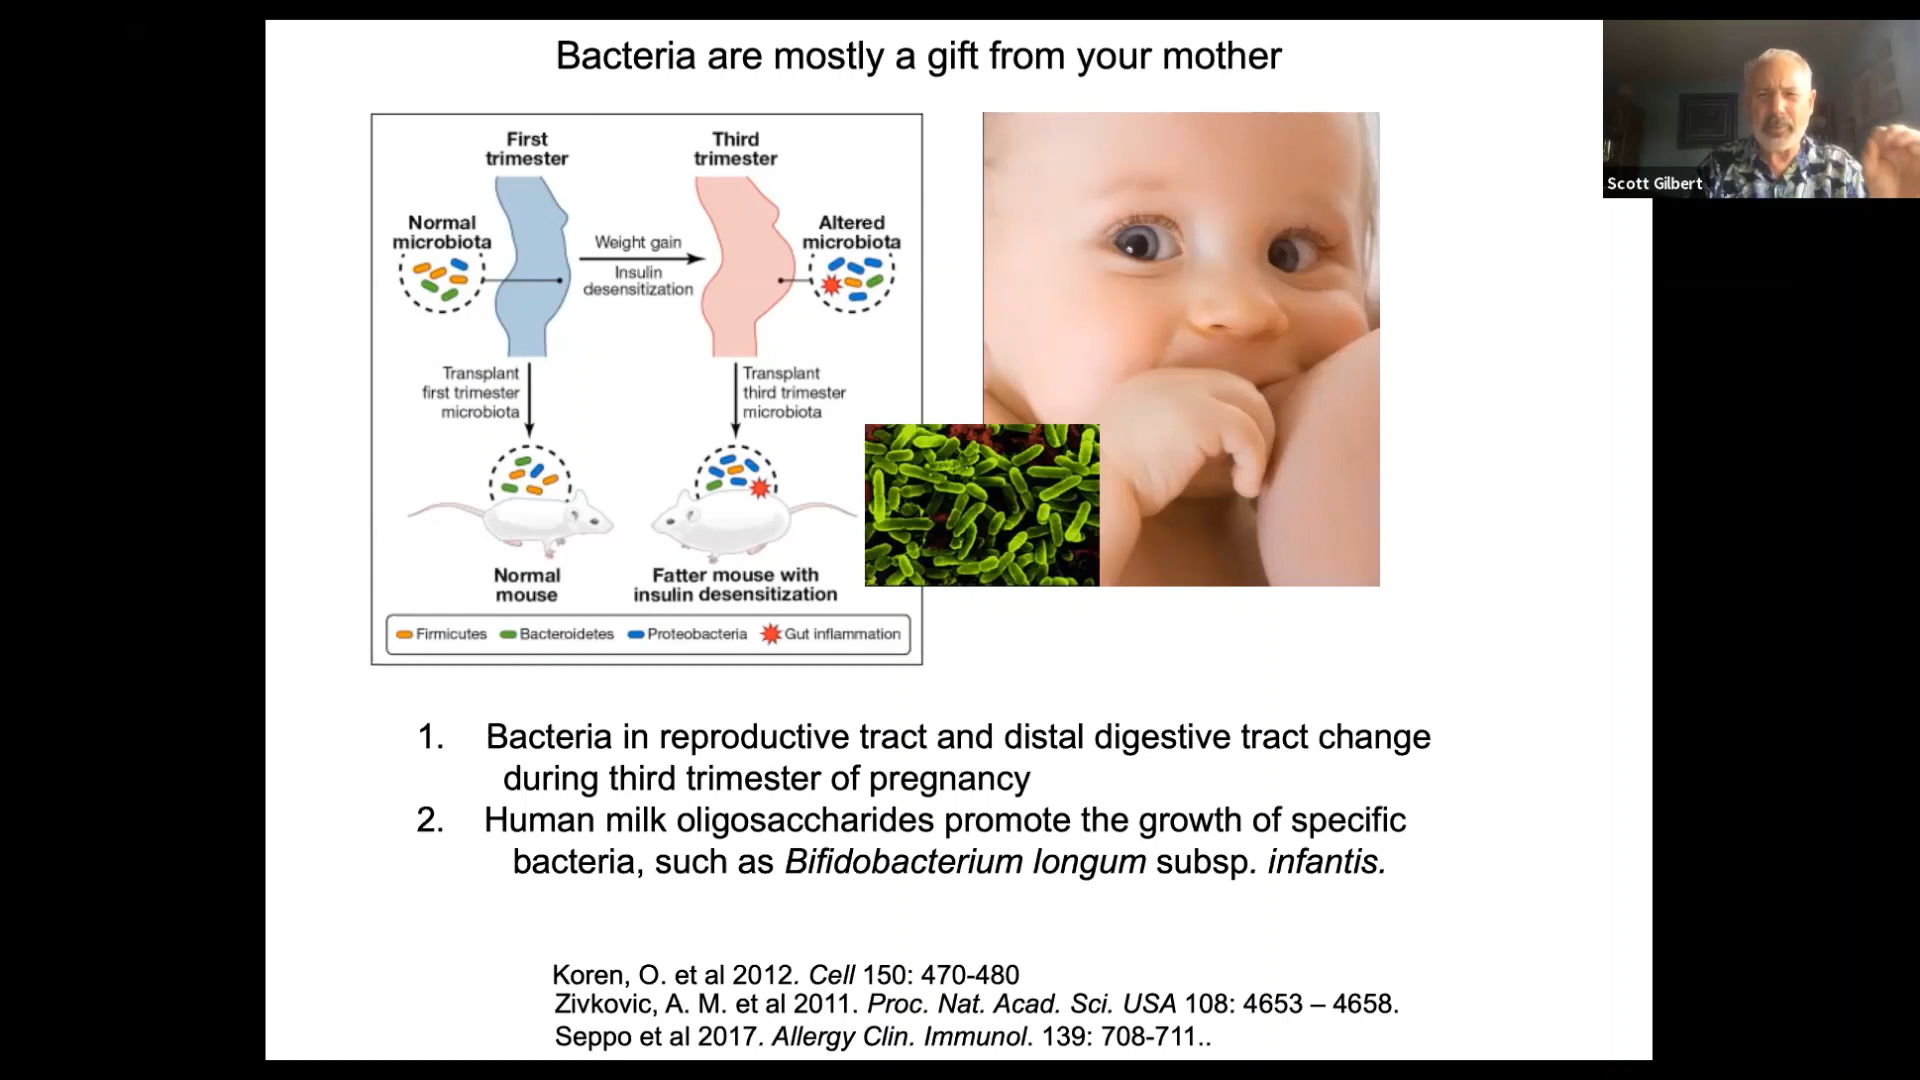 Bacteria are mostly a gift from your mother
Scott Gilbert
First
trimester
Third
trimester
Normal
microbiota
Weight gain
Insulin
desensitization
Altered
microbiota
Transplant
first trimester
microbiota
Transplant
third trimester
microbiota
Normal
mouse
Fatter mouse with
insulin desensitization
Firmicutes Bacteroidetes Proteobacteria Gut inflammation
1. Bacteria in reproductive tract and distal digestive tract change
during third trimester of pregnancy
2. Human milk oligosaccharides promote the growth of specific
bacteria, such as Bifidobacterium longum subsp. infantis.
Koren, O. et al 2012. Cell 150: 470-480
Zivkovic, A. M. et al 2011. Proc. Nat. Acad. Sci. USA 108: 4653 – 4658.
Seppo et al 2017. Allergy Clin. Immunol. 139: 708-711..